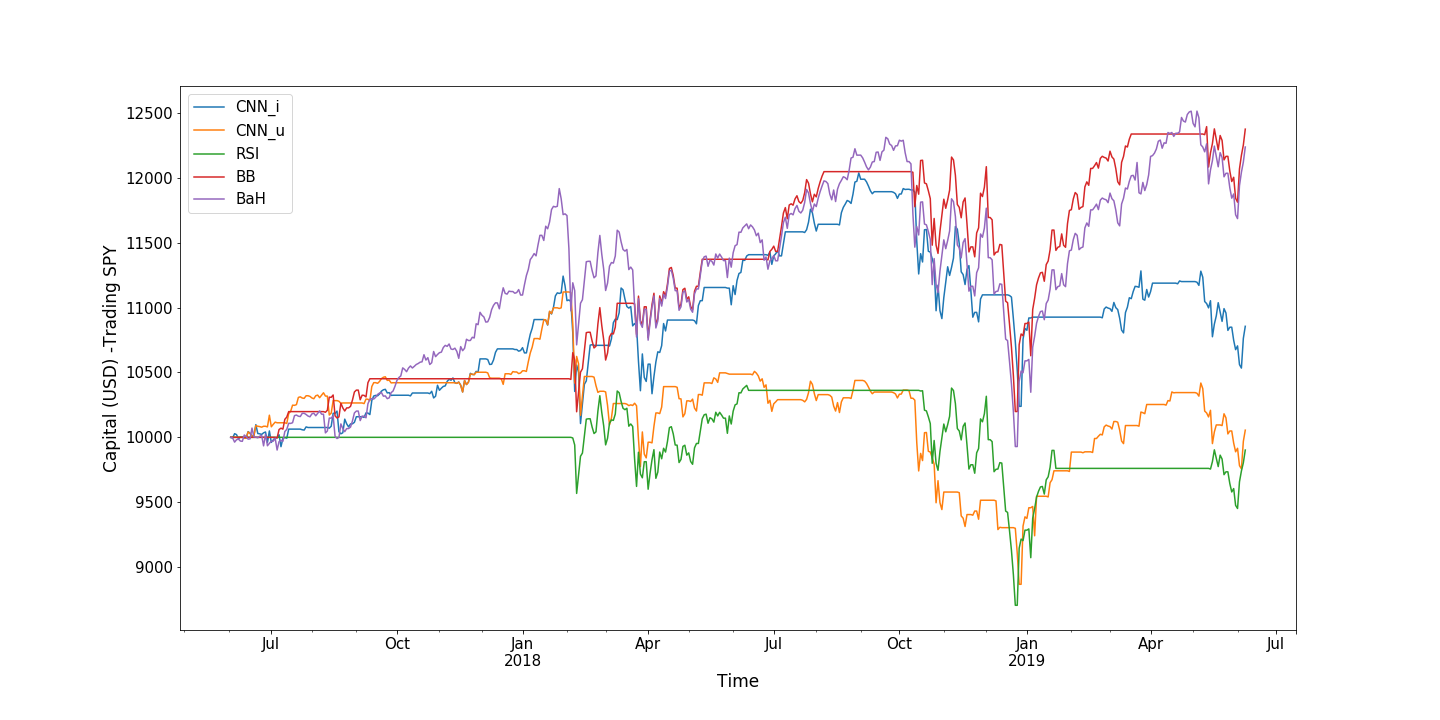 CNN_i
CNN_u
RSI
BB
BaH
12500
12000
11500
11000
10500
10000
9500
9000
Capital (USD) -Trading SPY
Jul Oct Jan Apr Jul Oct Jan Apr Jul
2018 2019
Time